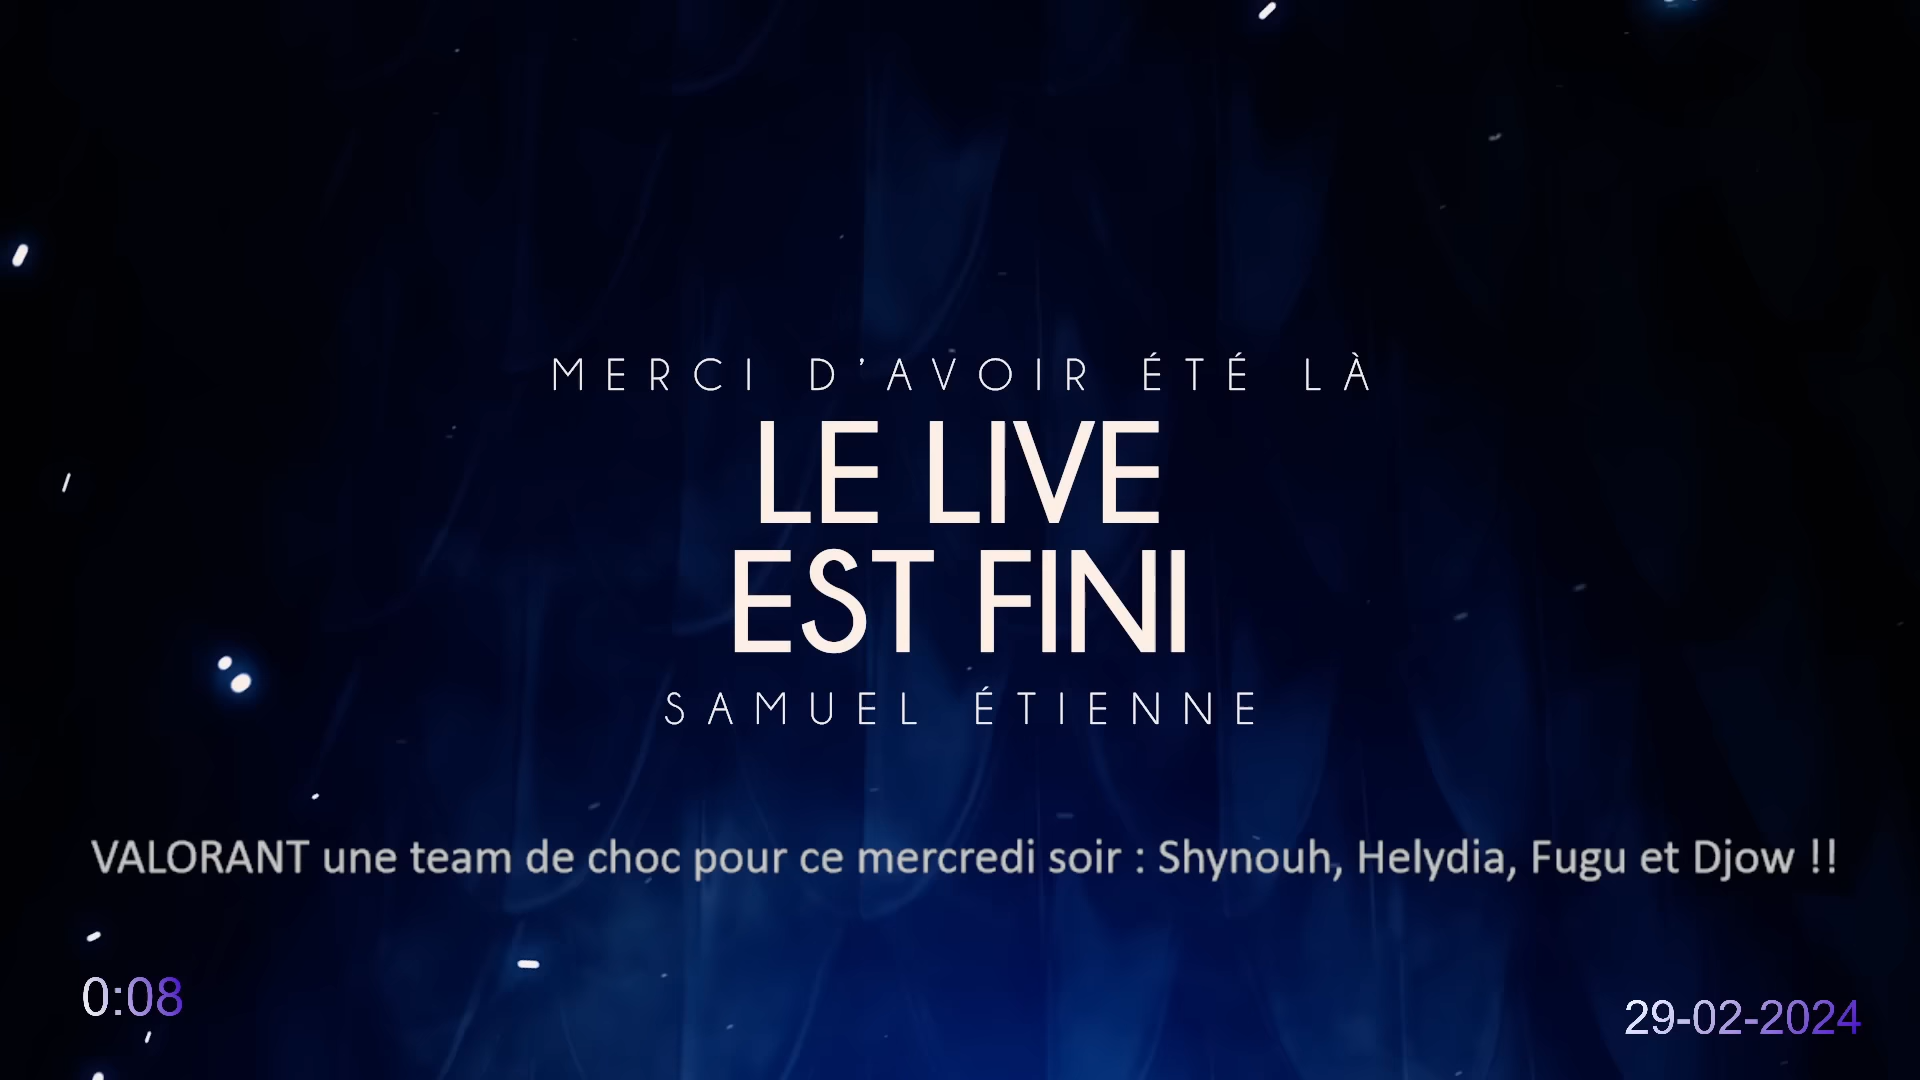 MERCI D'AVOIR ÉTÉ LÀ
LE LIVE
EST FINI
SAMUEL ÉTIENNE
VALORANT une team de choc pour ce mercredi soir : Shynouh, Helydia, Fugu et Djow !!
0:08
29-02-2024